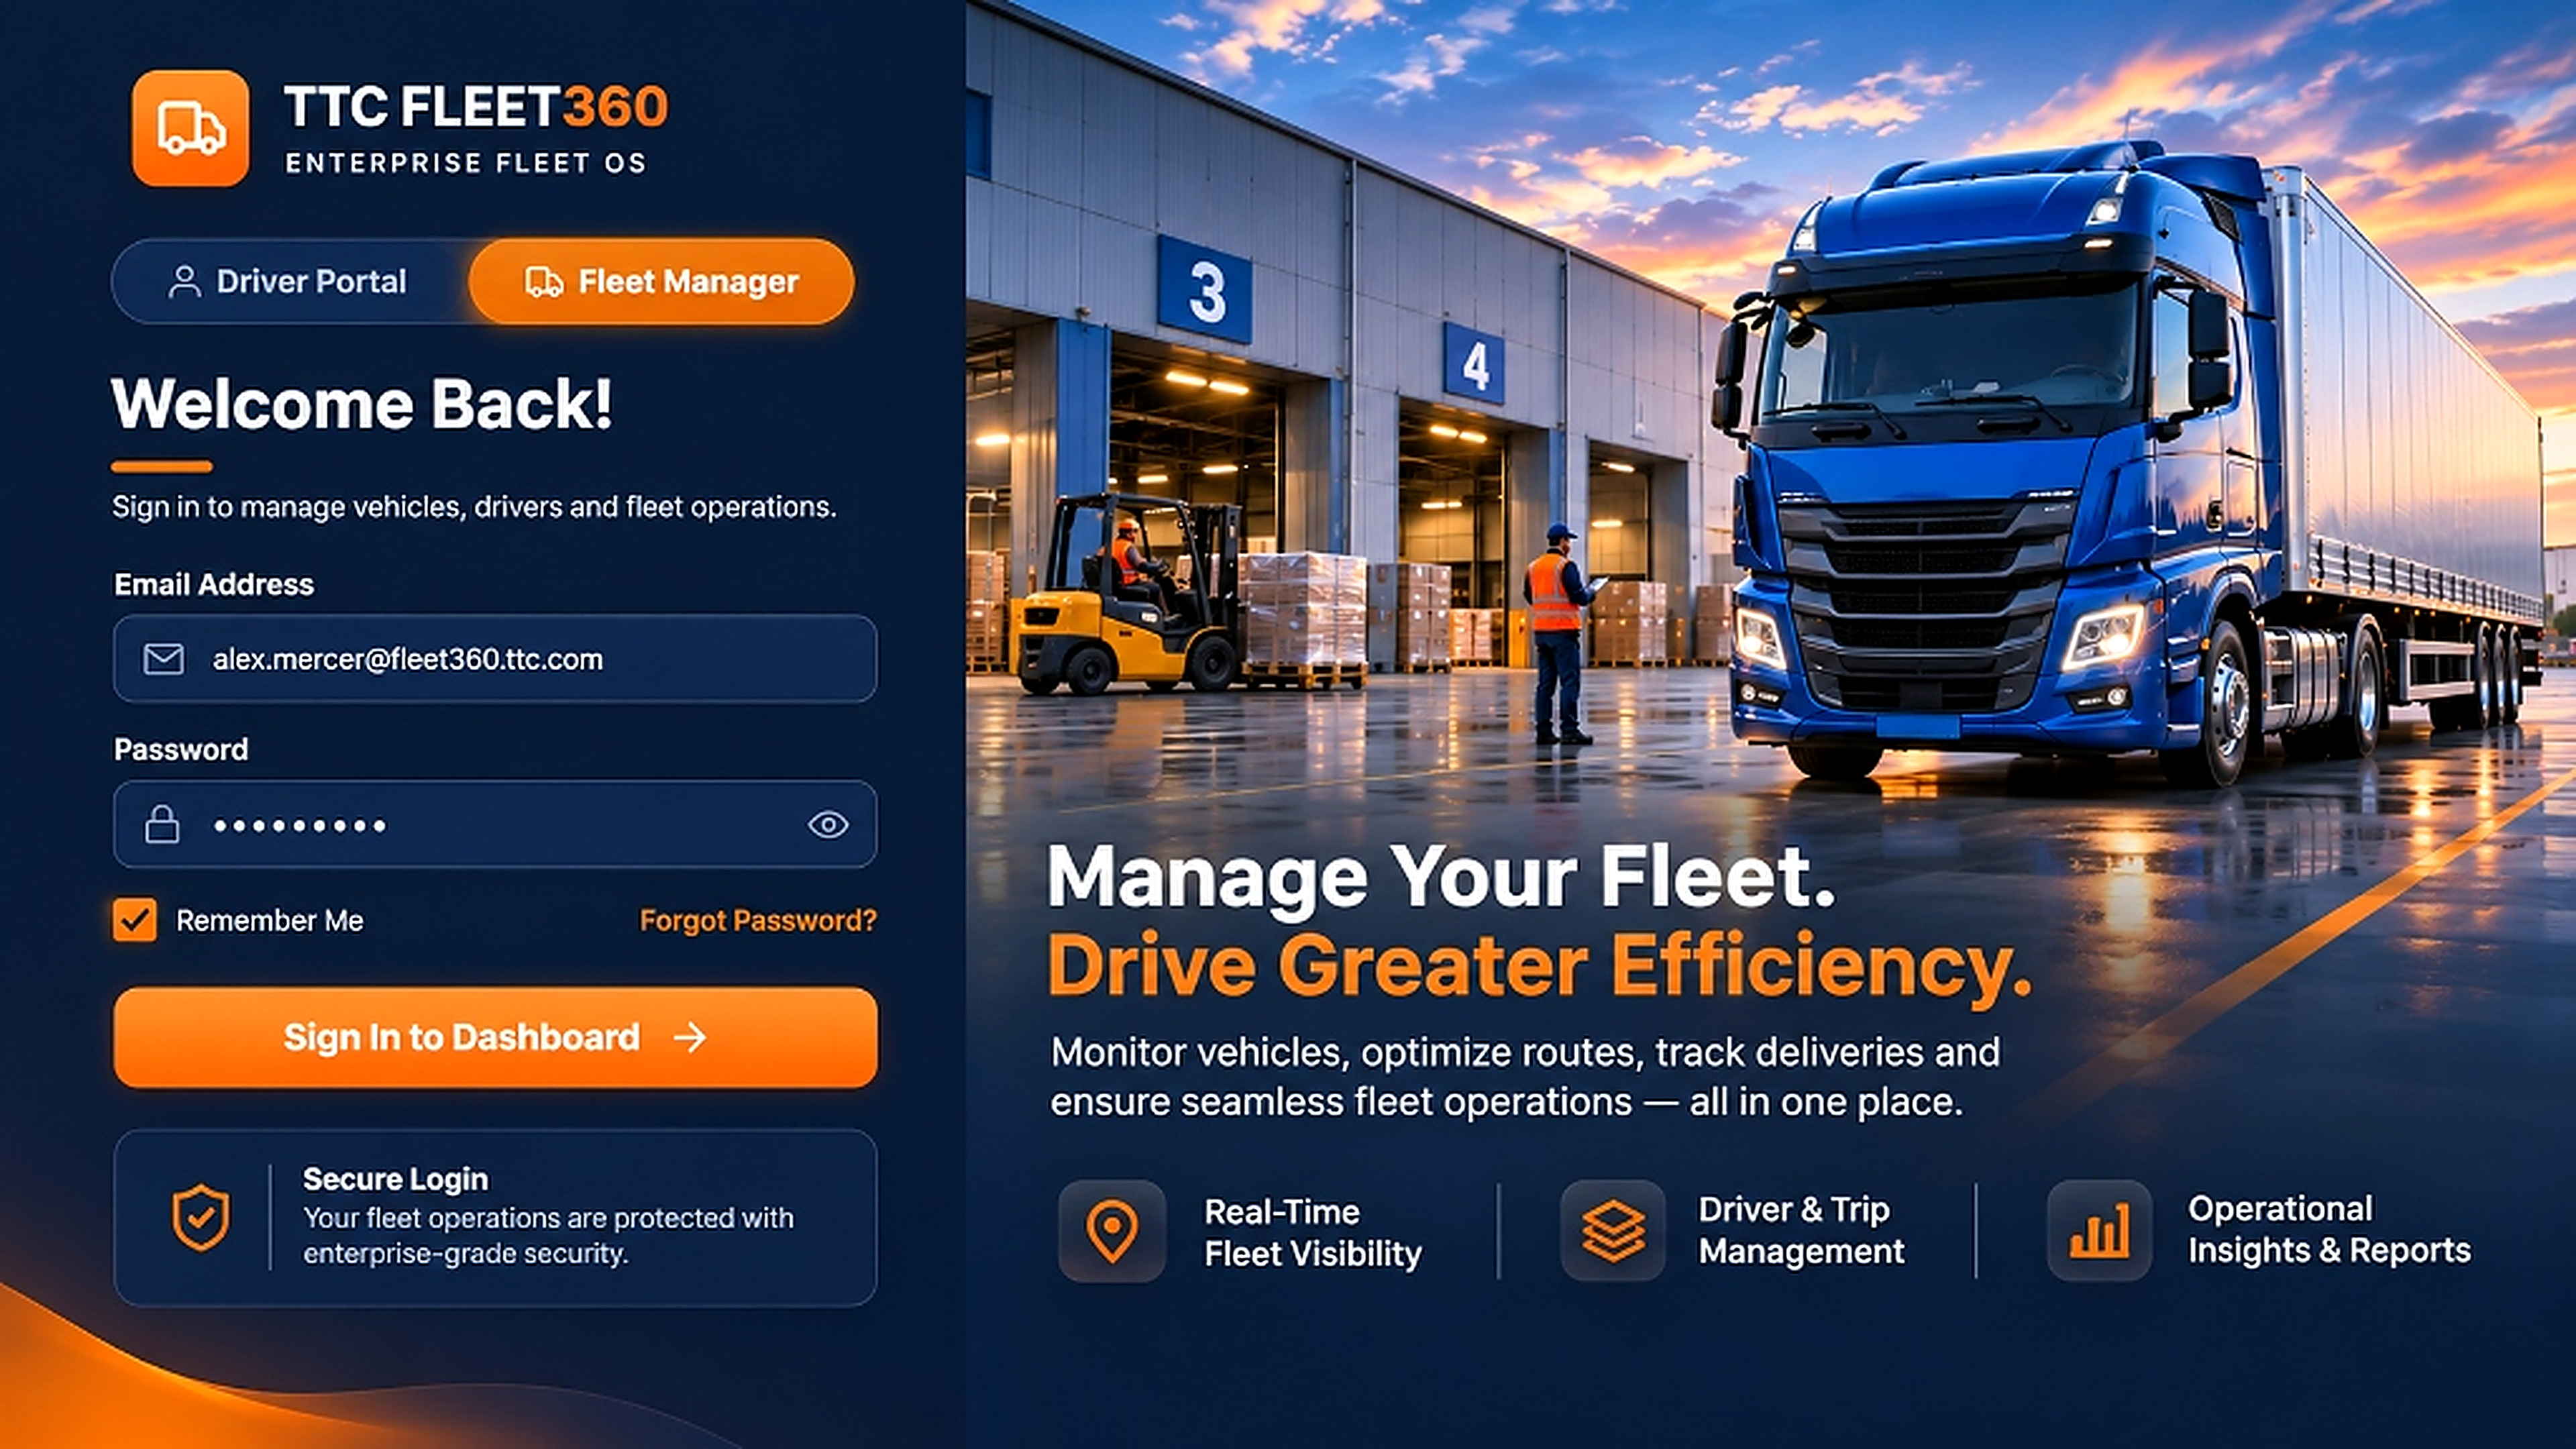 TTC FLEET360
ENTERPRISE FLEET OS
Driver Portal
Fleet Manager
Welcome Back!
Sign in to manage vehicles, drivers and fleet operations.
Email Address
alex.mercer@fleet360.ttc.com
Password
•••••••••
Remember Me
Forgot Password?
Sign In to Dashboard →
Secure Login
Your fleet operations are protected with
enterprise-grade security.
3
4
Manage Your Fleet.
Drive Greater Efficiency.
Monitor vehicles, optimize routes, track deliveries and
ensure seamless fleet operations — all in one place.
Real-Time
Fleet Visibility
Driver & Trip
Management
Operational
Insights & Reports